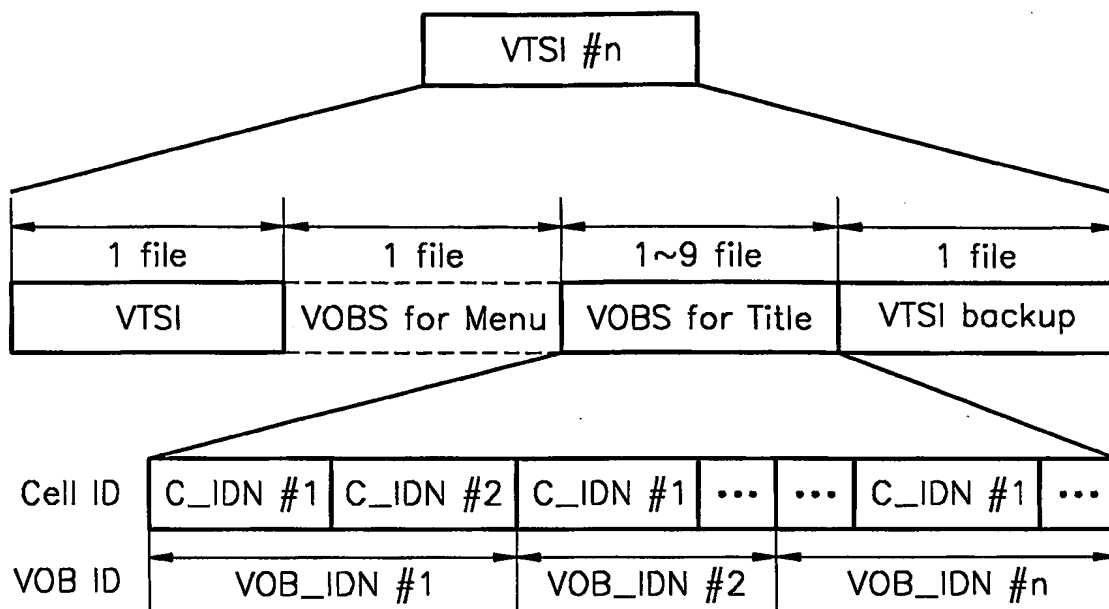 VTSI #n
1 file 1 file 1~9 file 1 file
VTSI VOBS for Menu VOBS for Title VTSI backup
Cell ID C_IDN #1 C_IDN #2 C_IDN #1 ••• ••• C_IDN #1 •••
VOB ID VOB_IDN #1 VOB_IDN #2 VOB_IDN #n